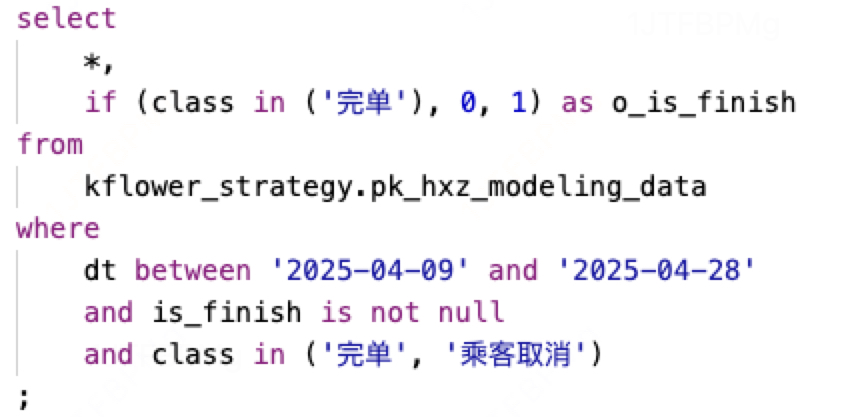 select
*,
if (class in ('完单'), 0, 1) as o_is_finish
from
kflower_strategy.pk_hxz_modeling_data
where
dt between '2025-04-09' and '2025-04-28'
and is_finish is not null
and class in ('完单', '乘客取消')
;